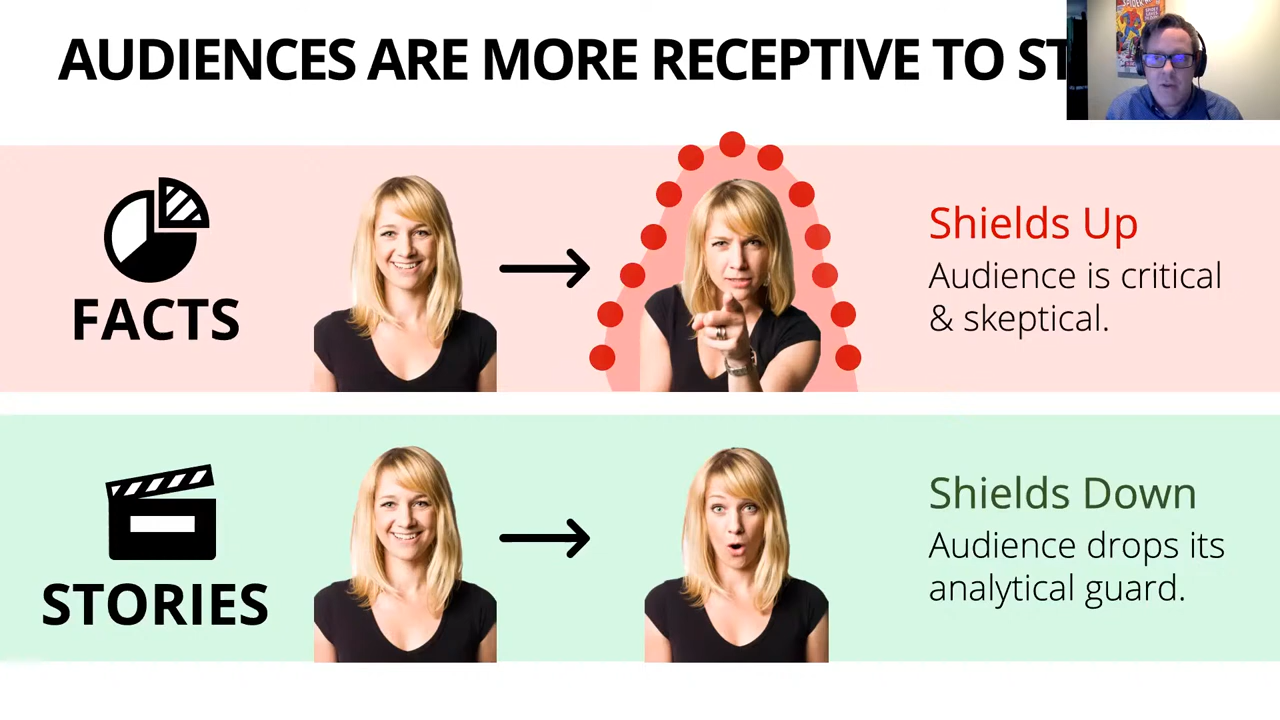 AUDIENCES ARE MORE RECEPTIVE TO ST
FACTS
Shields Up
Audience is critical
& skeptical.
STORIES
Shields Down
Audience drops its
analytical guard.